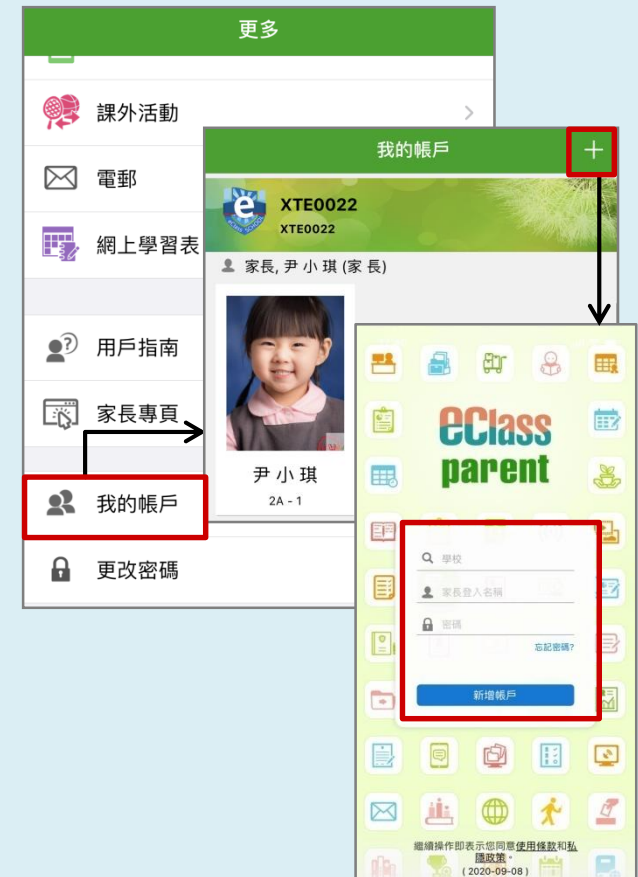 更多
課外活動
電郵
網上學習表
用戶指南
家長專頁
我的帳戶
更改密碼
我的帳戶
XTE0022
XTE0022
家長, 尹 小 琪 (家 長)
尹 小 琪
2A - 1
eClass
parent
學校
家長登入名稱
密碼
忘記密碼?
新增帳戶
繼續操作即表示您同意使用條款和私
隱政策。
( 2020-09-08 )